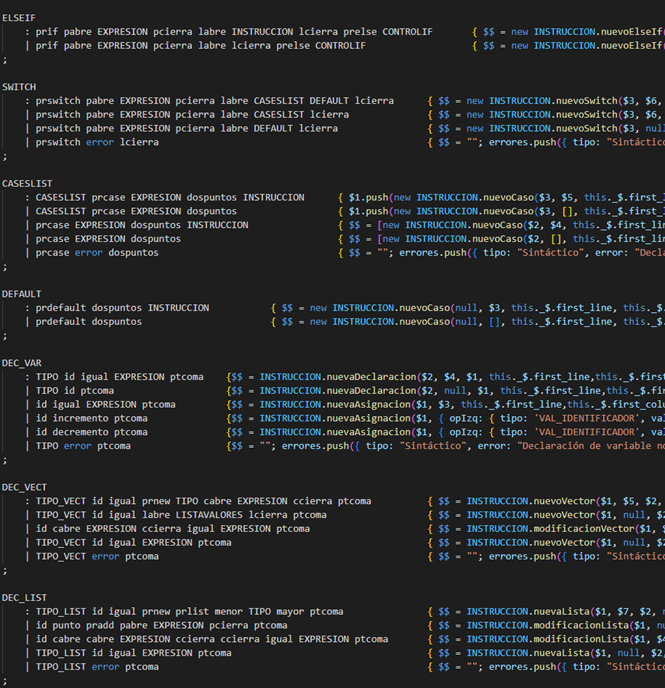 ELSEIF
: prif pabre EXPRESION pcierra labre INSTRUCCION lcierra prelse CONTROLIF { $$ = new INSTRUCCION.nuevoElseIf(
| prif pabre EXPRESION pcierra labre lcierra prelse CONTROLIF { $$ = new INSTRUCCION.nuevoElseIf(
;
SWITCH
: prswitch pabre EXPRESION pcierra labre CASESLIST DEFAULT lcierra { $$ = new INSTRUCCION.nuevoSwitch($3, $6,
| prswitch pabre EXPRESION pcierra labre CASESLIST lcierra { $$ = new INSTRUCCION.nuevoSwitch($3, $6,
| prswitch pabre EXPRESION pcierra labre DEFAULT lcierra { $$ = new INSTRUCCION.nuevoSwitch($3, null
| prswitch error lcierra { $$ = ""; errores.push({ tipo: "Sintáctico
;
CASESLIST
: CASESLIST prcase EXPRESION dospuntos INSTRUCCION { $1.push(new INSTRUCCION.nuevoCaso($3, $5, this._$.first_l
| CASESLIST prcase EXPRESION dospuntos { $1.push(new INSTRUCCION.nuevoCaso($3, [], this._$.first_l
| prcase EXPRESION dospuntos INSTRUCCION { $$ = [new INSTRUCCION.nuevoCaso($2, $4, this._$.first_lin
| prcase EXPRESION dospuntos { $$ = [new INSTRUCCION.nuevoCaso($2, [], this._$.first_lin
| prcase error dospuntos { $$ = ""; errores.push({ tipo: "Sintáctico", error: "Decla
;
DEFAULT
: prdefault dospuntos INSTRUCCION { $$ = new INSTRUCCION.nuevoCaso(null, $3, this._$.first_line, this._$.
| prdefault dospuntos { $$ = new INSTRUCCION.nuevoCaso(null, [], this._$.first_line, this._$.
;
DEC_VAR
: TIPO id igual EXPRESION ptcoma {$$ = INSTRUCCION.nuevaDeclaracion($2, $4, $1, this._$.first_line,this._$.first
| TIPO id ptcoma {$$ = INSTRUCCION.nuevaDeclaracion($2, null, $1, this._$.first_line,this._$.fi
| id igual EXPRESION ptcoma {$$ = INSTRUCCION.nuevaAsignacion($1, $3, this._$.first_line,this._$.first_colu
| id incremento ptcoma {$$ = INSTRUCCION.nuevaAsignacion($1, { opIzq: { tipo: 'VAL_IDENTIFICADOR', val
| id decremento ptcoma {$$ = INSTRUCCION.nuevaAsignacion($1, { opIzq: { tipo: 'VAL_IDENTIFICADOR', val
| TIPO error ptcoma {$$ = ""; errores.push({ tipo: "Sintáctico", error: "Declaración de variable no
;
DEC_VECT
: TIPO_VECT id igual prnew TIPO cabre EXPRESION ccierra ptcoma { $$ = INSTRUCCION.nuevoVector($1, $5, $2,
| TIPO_VECT id igual labre LISTAVALORES lcierra ptcoma { $$ = INSTRUCCION.nuevoVector($1, null, $2
| id cabre EXPRESION ccierra igual EXPRESION ptcoma { $$ = INSTRUCCION.modificacionVector($1, $
| TIPO_VECT id igual EXPRESION ptcoma { $$ = INSTRUCCION.nuevoVector($1, null, $2
| TIPO_VECT error ptcoma { $$ = ""; errores.push({ tipo: "Sintáctico
;
DEC_LIST
: TIPO_LIST id igual prnew prlist menor TIPO mayor ptcoma { $$ = INSTRUCCION.nuevaLista($1, $7, $2, n
| id punto pradd pabre EXPRESION pcierra ptcoma { $$ = INSTRUCCION.modificacionLista($1, nu
| id cabre cabre EXPRESION ccierra ccierra igual EXPRESION ptcoma { $$ = INSTRUCCION.modificacionLista($1, $4
| TIPO_LIST id igual EXPRESION ptcoma { $$ = INSTRUCCION.nuevaLista($1, null, $2,
| TIPO_LIST error ptcoma { $$ = ""; errores.push({ tipo: "Sintáctico
;